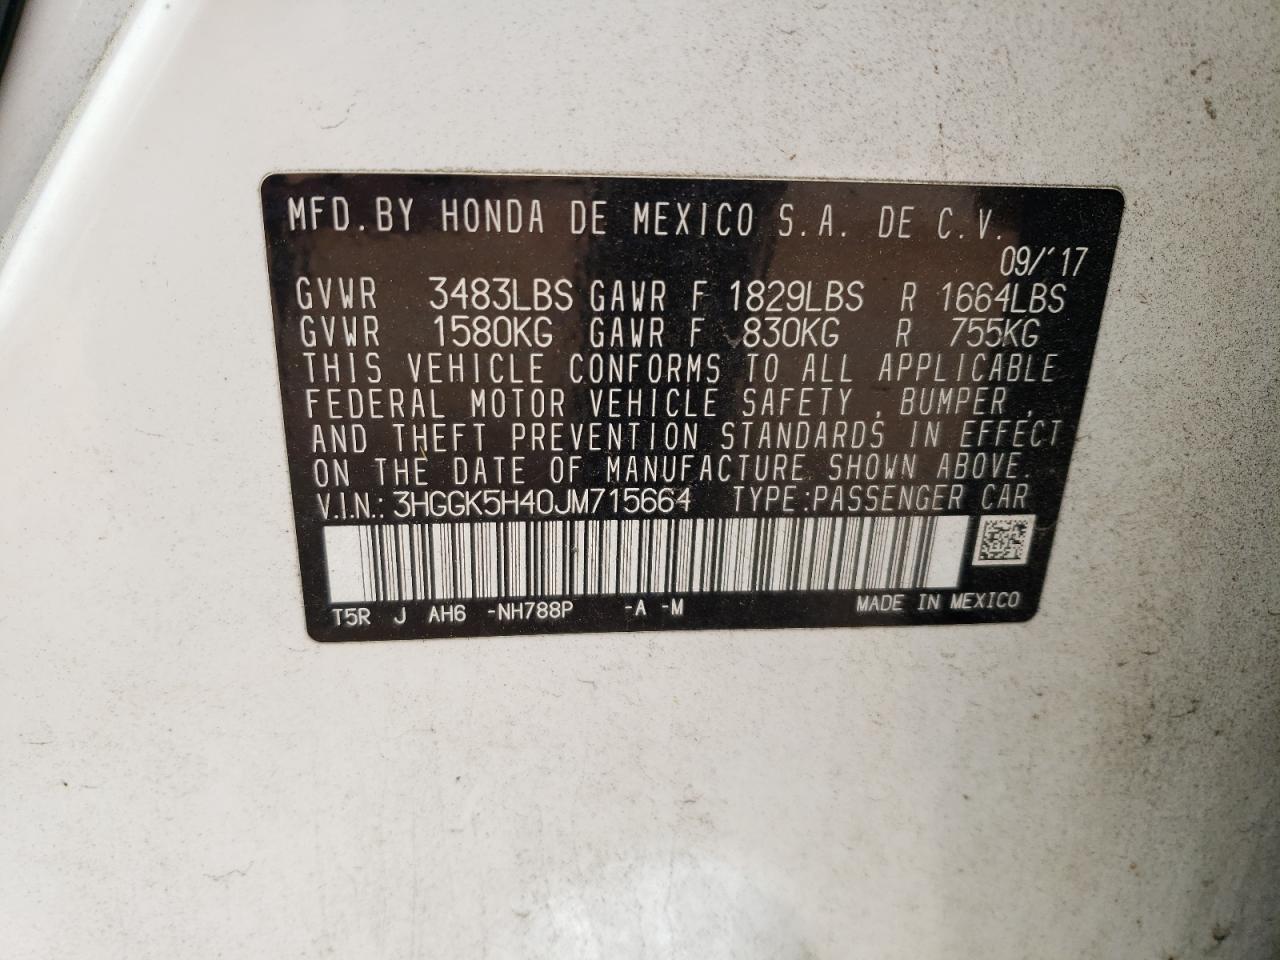 MFD.BY HONDA DE MEXICO S.A. DE C.V.
09/'17
GVWR 3483LBS GAWR F 1829LBS R 1664LBS
GVWR 1580KG GAWR F 830KG R 755KG
THIS VEHICLE CONFORMS TO ALL APPLICABLE
FEDERAL MOTOR VEHICLE SAFETY , BUMPER ,
AND THEFT PREVENTION STANDARDS IN EFFECT
ON THE DATE OF MANUFACTURE SHOWN ABOVE.
V.I.N.: 3HGGK5H40JM715664 TYPE:PASSENGER CAR
T5R J AH6 -NH788P -A -M MADE IN MEXICO